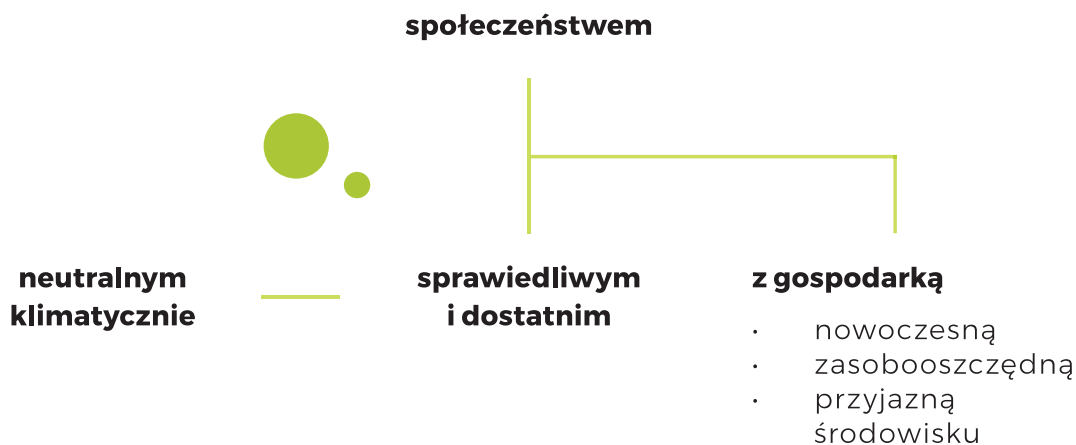 społeczeństwem
neutralnym
klimatycznie
sprawiedliwym
i dostatnim
z gospodarką
· nowoczesną
· zasobooszczędną
· przyjazną
środowisku